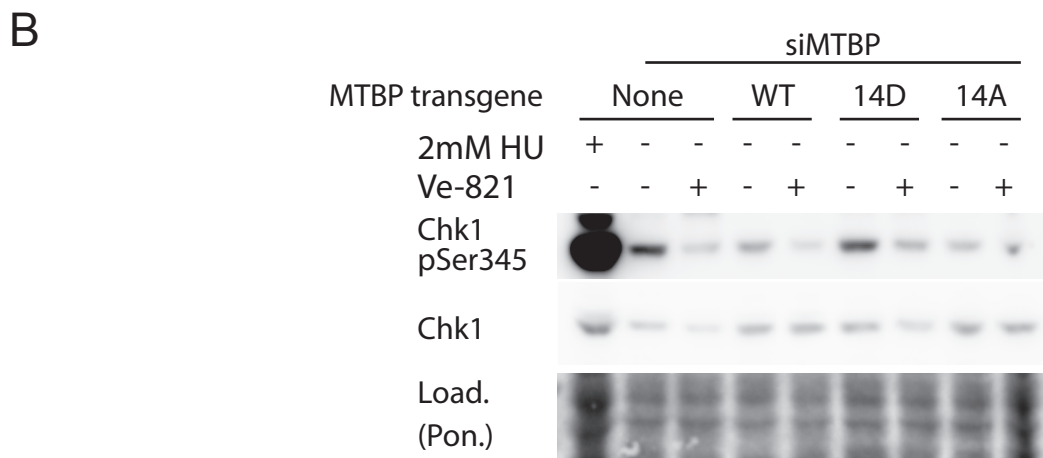 B
siMTBP
MTBP transgene None WT 14D 14A
2mM HU + - - - - - - - -
Ve-821 - - + - + - + - +
Chk1
pSer345
Chk1
Load.
(Pon.)